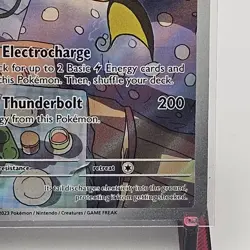 Electrocharge
k for up to 2 Basic Energy cards and
this Pokémon. Then, shuffle your deck.
Thunderbolt 200
gy from this Pokémon.
resistance retreat
Its tail discharges electricity into the ground,
protecting it from getting shocked.
2023 Pokémon / Nintendo / Creatures / GAME FREAK